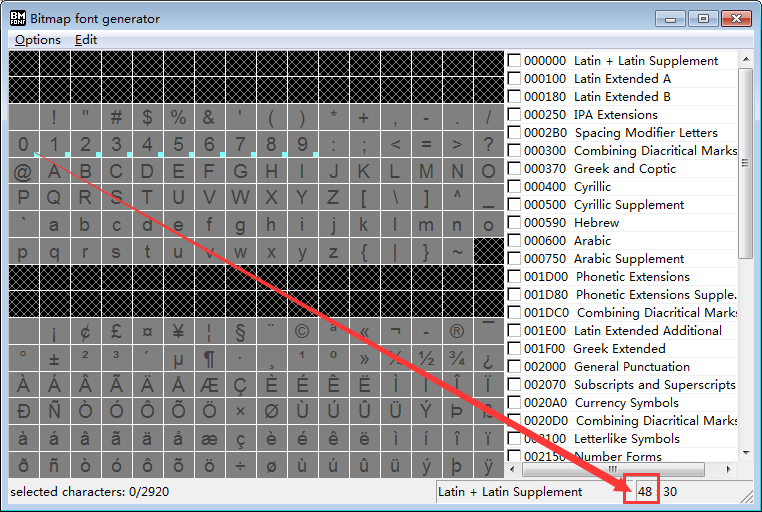 BM FONT Bitmap font generator
Options Edit
! " # $ % & ' ( ) * + , - . /
0 1 2 3 4 5 6 7 8 9 : ; < = > ?
@ A B C D E F G H I J K L M N O
P Q R S T U V W X Y Z [ \ ] ^ _
` a b c d e f g h i j k l m n o
p q r s t u v w x y z { | } ~
¡ ¢ £ ¤ ¥ ¦ § ¨ © ª « ¬ - ® ¯
° ± ² ³ ´ µ ¶ · ¸ ¹ º » ¼ ½ ¾ ¿
À Á Â Ã Ä Å Æ Ç È É Ê Ë Ì Í Î Ï
Ð Ñ Ò Ó Ô Õ Ö × Ø Ù Ú Û Ü Ý Þ ß
à á â ã ä å æ ç è é ê ë ì í î ï
ð ñ ò ó ô õ ö ÷ ø ù ú û ü ý þ ÿ
000000 Latin + Latin Supplement
000100 Latin Extended A
000180 Latin Extended B
000250 IPA Extensions
0002B0 Spacing Modifier Letters
000300 Combining Diacritical Marks
000370 Greek and Coptic
000400 Cyrillic
000500 Cyrillic Supplement
000590 Hebrew
000600 Arabic
000750 Arabic Supplement
001D00 Phonetic Extensions
001D80 Phonetic Extensions Supple.
001DC0 Combining Diacritical Marks
001E00 Latin Extended Additional
001F00 Greek Extended
002000 General Punctuation
002070 Subscripts and Superscripts
0020A0 Currency Symbols
0020D0 Combining Diacritical Marks
002100 Letterlike Symbols
002150 Number Forms
selected characters: 0/2920 Latin + Latin Supplement 48 30